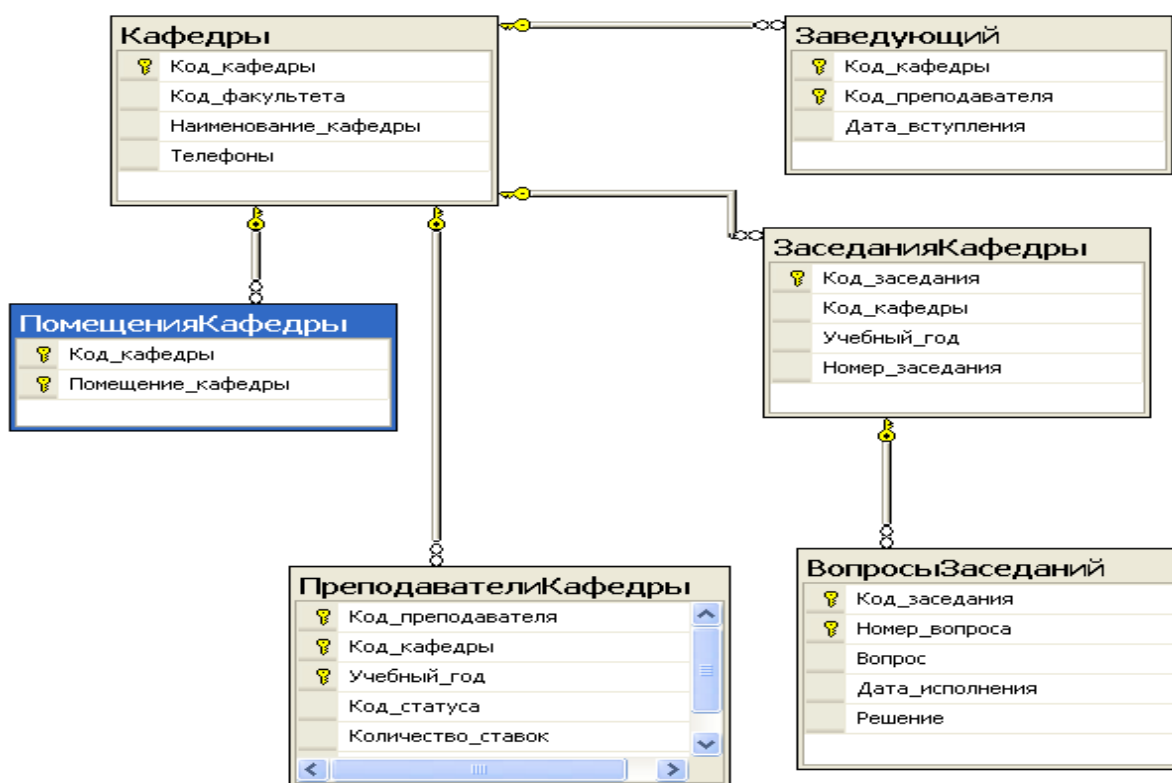 Кафедры
Код_кафедры
Код_факультета
Наименование_кафедры
Телефоны
Заведующий
Код_кафедры
Код_преподавателя
Дата_вступления
ЗаседанияКафедры
Код_заседания
Код_кафедры
Учебный_год
Номер_заседания
ПомещенияКафедры
Код_кафедры
Помещение_кафедры
ПреподавателиКафедры
Код_преподавателя
Код_кафедры
Учебный_год
Код_статуса
Количество_ставок
ВопросыЗаседаний
Код_заседания
Номер_вопроса
Вопрос
Дата_исполнения
Решение